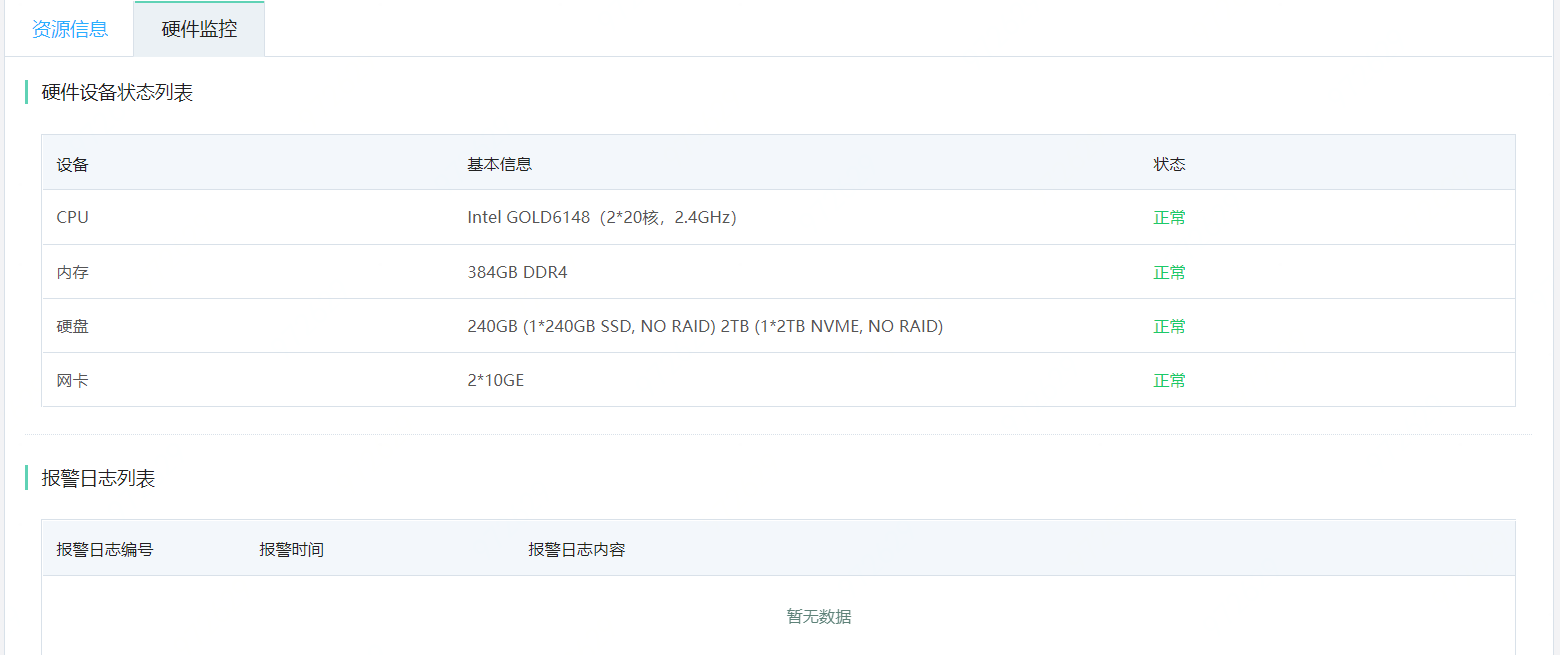 资源信息 硬件监控
硬件设备状态列表
设备 基本信息 状态
CPU Intel GOLD6148（2*20核，2.4GHz） 正常
内存 384GB DDR4 正常
硬盘 240GB (1*240GB SSD, NO RAID) 2TB (1*2TB NVME, NO RAID) 正常
网卡 2*10GE 正常
报警日志列表
报警日志编号 报警时间 报警日志内容
暂无数据